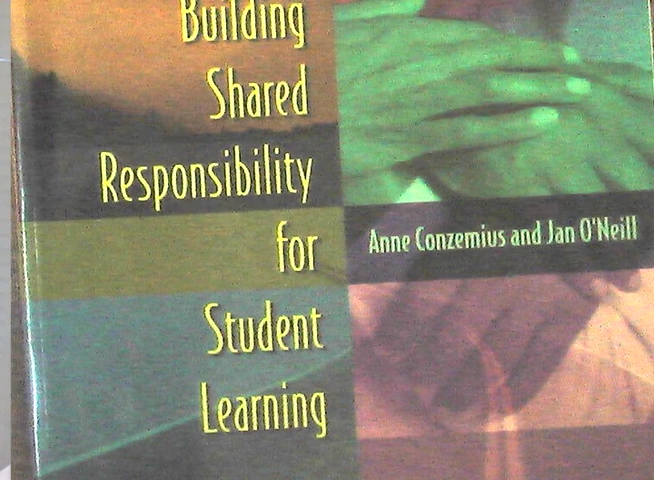 Building
Shared
Responsibility
for
Student
Learning
Anne Conzemius and Jan O'Neill